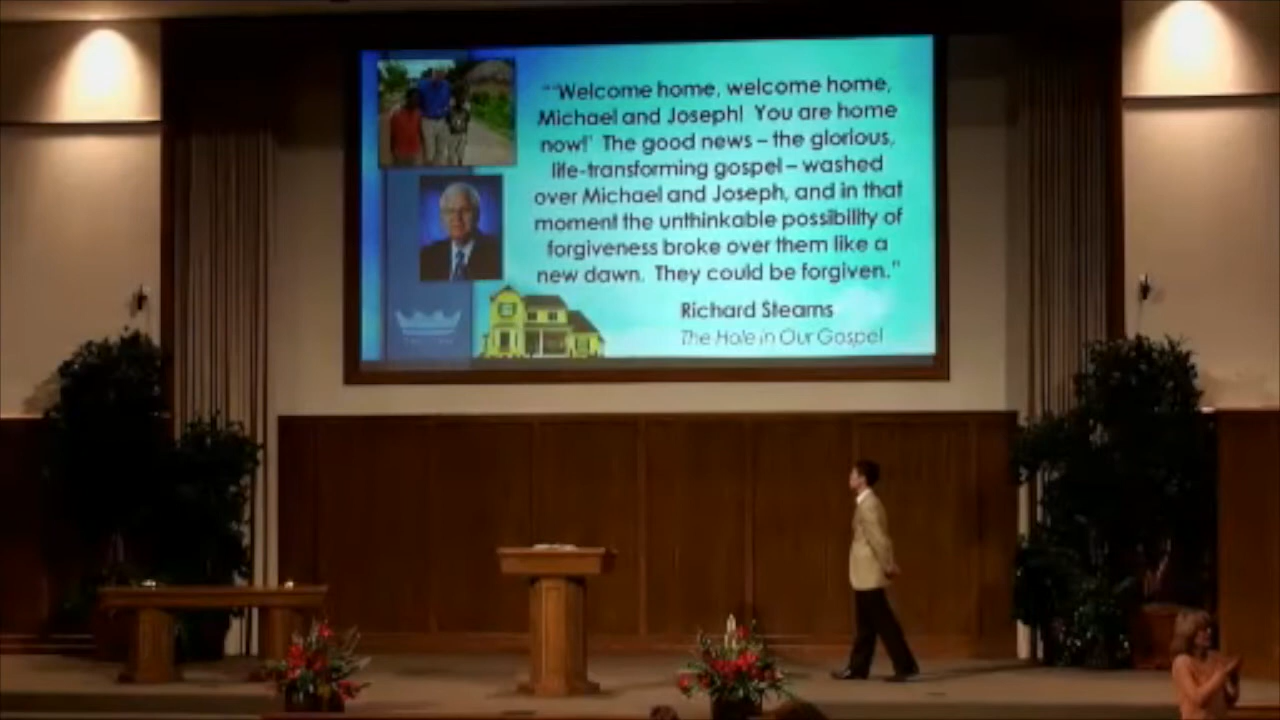 "'Welcome home, welcome home,
Michael and Joseph! You are home
now!' The good news – the glorious,
life-transforming gospel – washed
over Michael and Joseph, and in that
moment the unthinkable possibility of
forgiveness broke over them like a
new dawn. They could be forgiven."
Richard Stearns
The Hole in Our Gospel